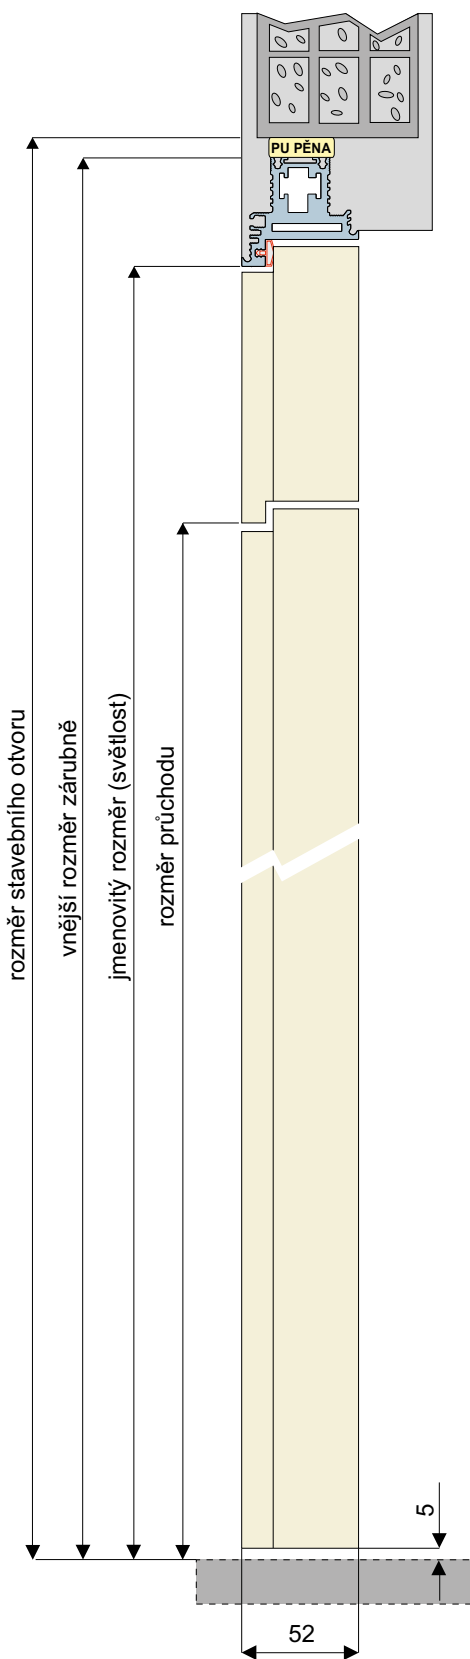 PU PĚNA
rozměr stavebního otvoru
vnější rozměr zárubně
jmenovitý rozměr (světlost)
rozměr průchodu
5
52